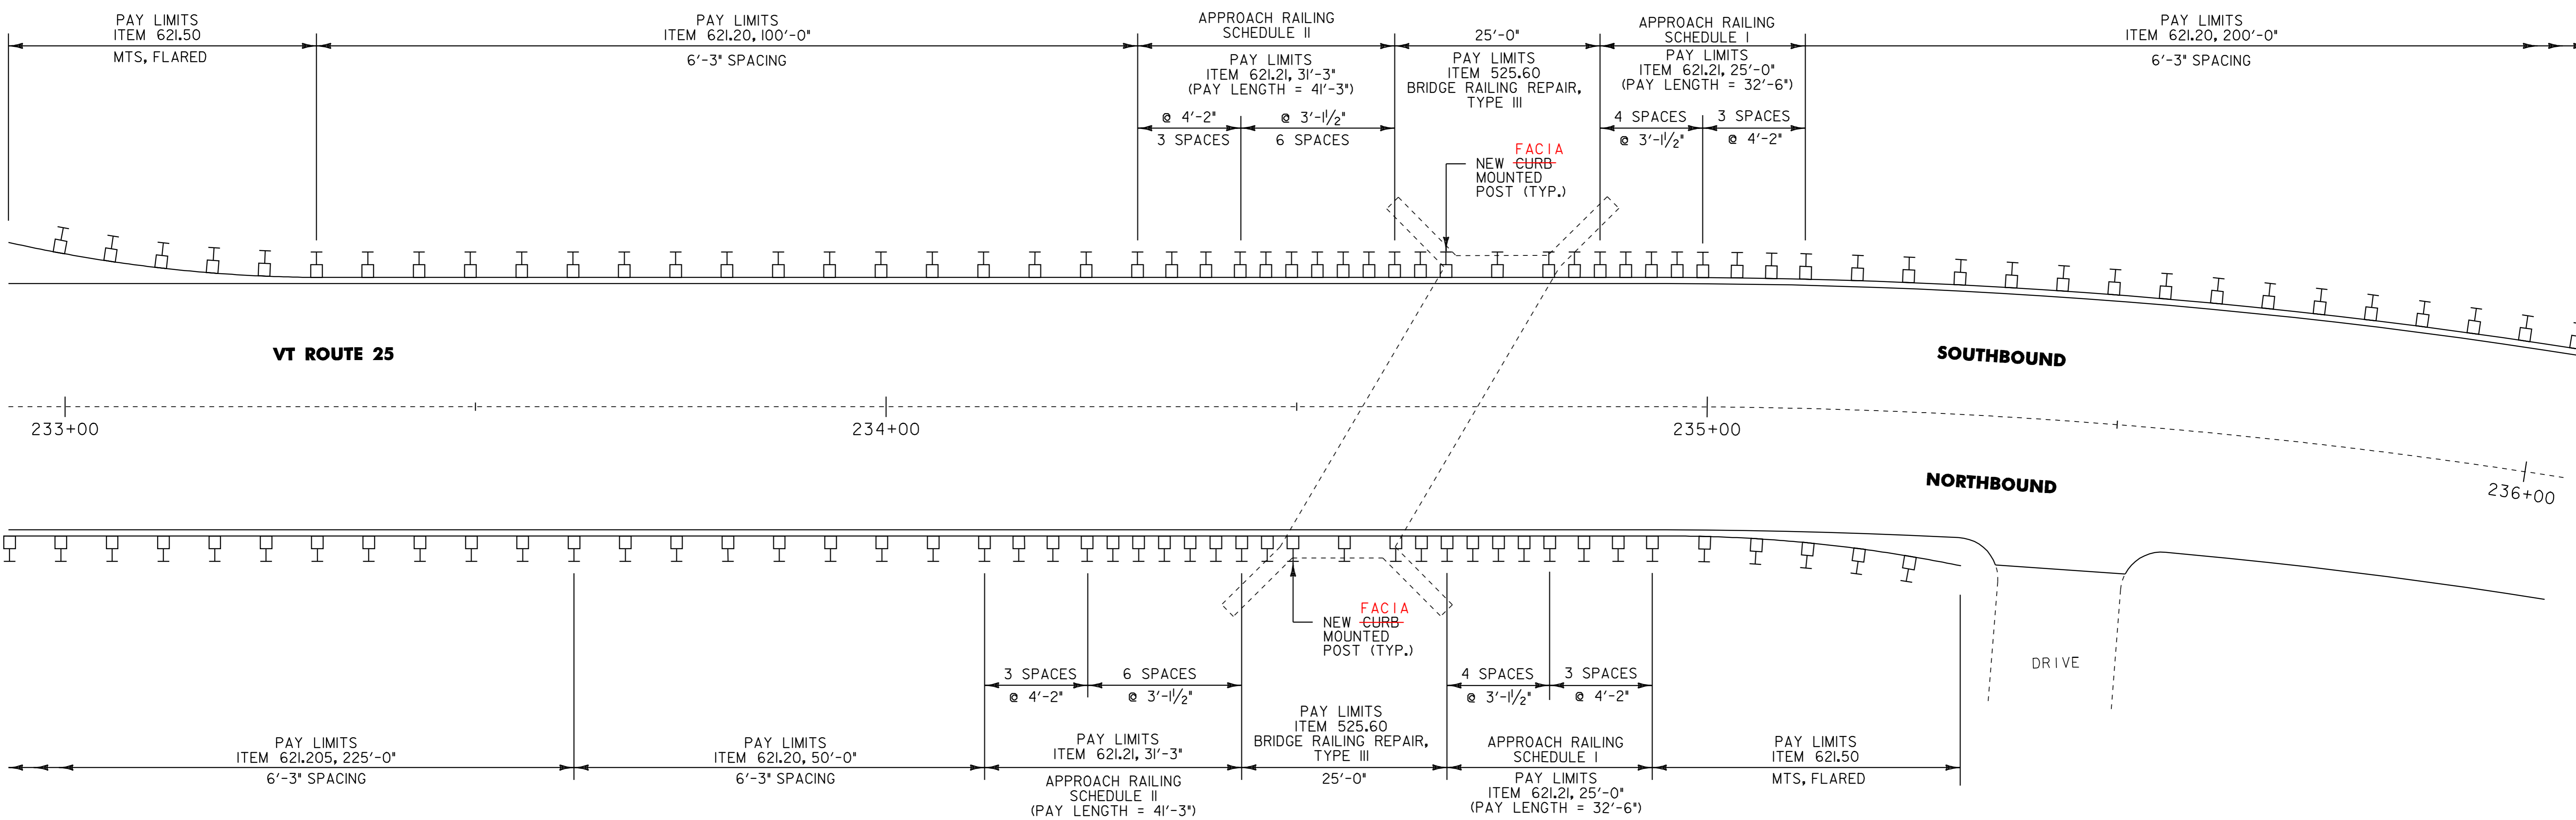 PAY LIMITS
ITEM 621.50
MTS, FLARED
PAY LIMITS
ITEM 621.20, 100'-0"
6'-3" SPACING
APPROACH RAILING
SCHEDULE II
PAY LIMITS
ITEM 621.21, 31'-3"
(PAY LENGTH = 41'-3")
@ 4'-2"
3 SPACES
@ 3'-1½"
6 SPACES
25'-0"
PAY LIMITS
ITEM 525.60
BRIDGE RAILING REPAIR,
TYPE III
APPROACH RAILING
SCHEDULE I
PAY LIMITS
ITEM 621.21, 25'-0"
(PAY LENGTH = 32'-6")
4 SPACES
@ 3'-1½"
3 SPACES
@ 4'-2"
PAY LIMITS
ITEM 621.20, 200'-0"
6'-3" SPACING
FACIA
NEW CURB
MOUNTED
POST (TYP.)
VT ROUTE 25
SOUTHBOUND
233+00
234+00
235+00
236+00
NORTHBOUND
FACIA
NEW CURB
MOUNTED
POST (TYP.)
DRIVE
PAY LIMITS
ITEM 621.205, 225'-0"
6'-3" SPACING
PAY LIMITS
ITEM 621.20, 50'-0"
6'-3" SPACING
3 SPACES
@ 4'-2"
6 SPACES
@ 3'-1½"
PAY LIMITS
ITEM 621.21, 31'-3"
APPROACH RAILING
SCHEDULE II
(PAY LENGTH = 41'-3")
PAY LIMITS
ITEM 525.60
BRIDGE RAILING REPAIR,
TYPE III
25'-0"
4 SPACES
@ 3'-1½"
3 SPACES
@ 4'-2"
APPROACH RAILING
SCHEDULE I
PAY LIMITS
ITEM 621.21, 25'-0"
(PAY LENGTH = 32'-6")
PAY LIMITS
ITEM 621.50
MTS, FLARED